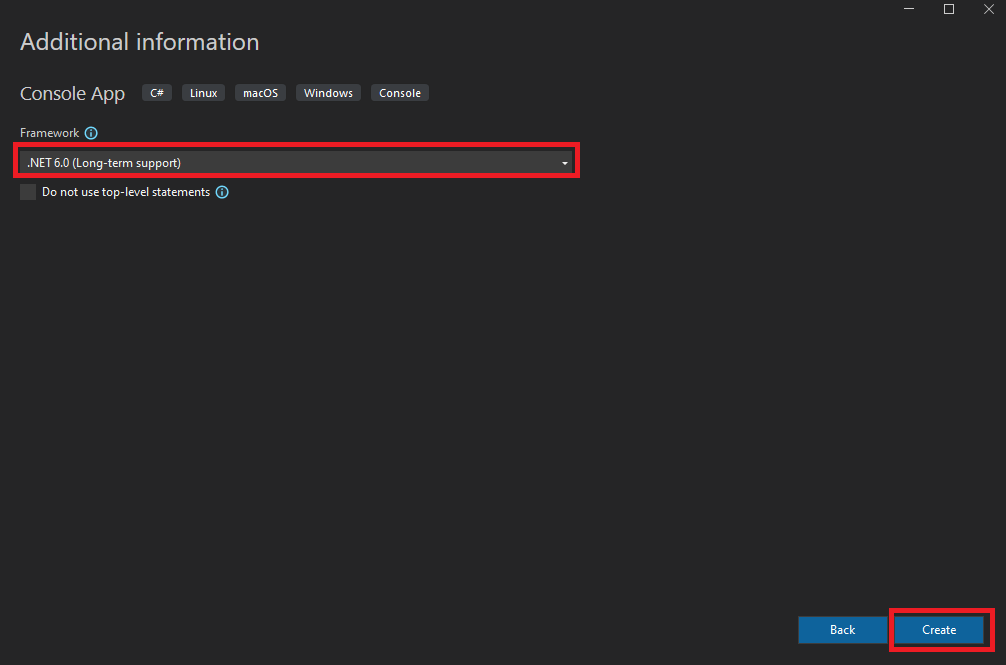 Additional information
Console App C# Linux macOS Windows Console
Framework
.NET 6.0 (Long-term support)
Do not use top-level statements
Back Create